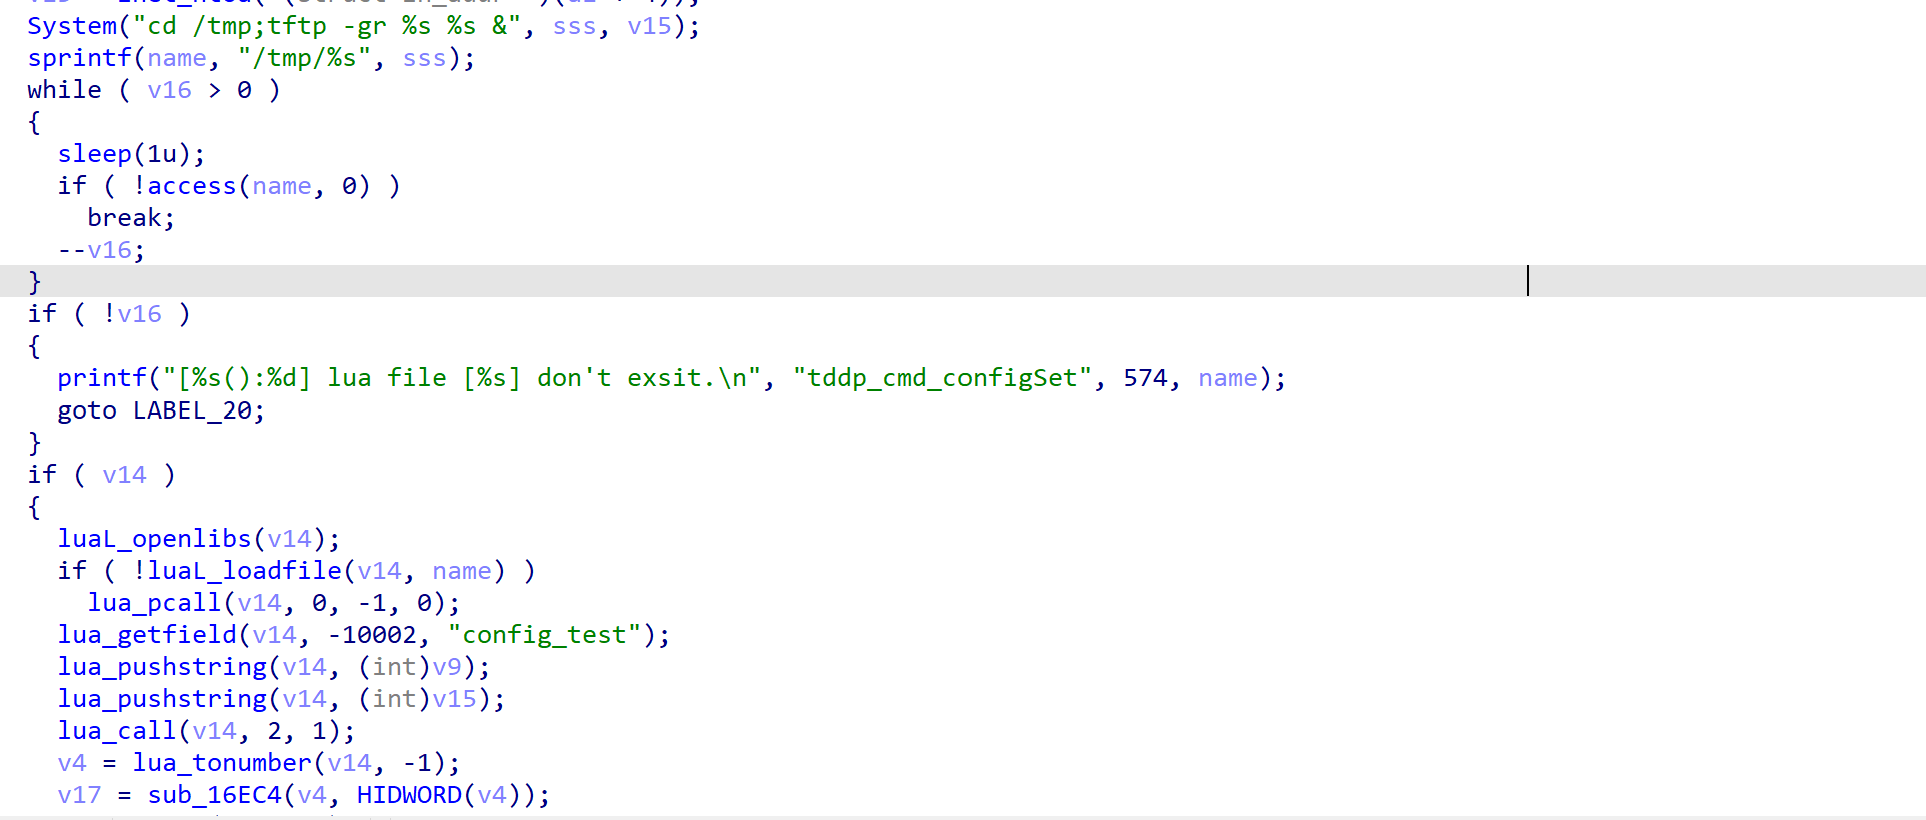 System("cd /tmp;tftp -gr %s %s &", sss, v15);
sprintf(name, "/tmp/%s", sss);
while ( v16 > 0 )
{
sleep(1u);
if ( !access(name, 0) )
break;
--v16;
}
if ( !v16 )
{
printf("[%s():%d] lua file [%s] don't exsit.\n", "tddp_cmd_configSet", 574, name);
goto LABEL_20;
}
if ( v14 )
{
luaL_openlibs(v14);
if ( !luaL_loadfile(v14, name) )
lua_pcall(v14, 0, -1, 0);
lua_getfield(v14, -10002, "config_test");
lua_pushstring(v14, (int)v9);
lua_pushstring(v14, (int)v15);
lua_call(v14, 2, 1);
v4 = lua_tonumber(v14, -1);
v17 = sub_16EC4(v4, HIDWORD(v4));